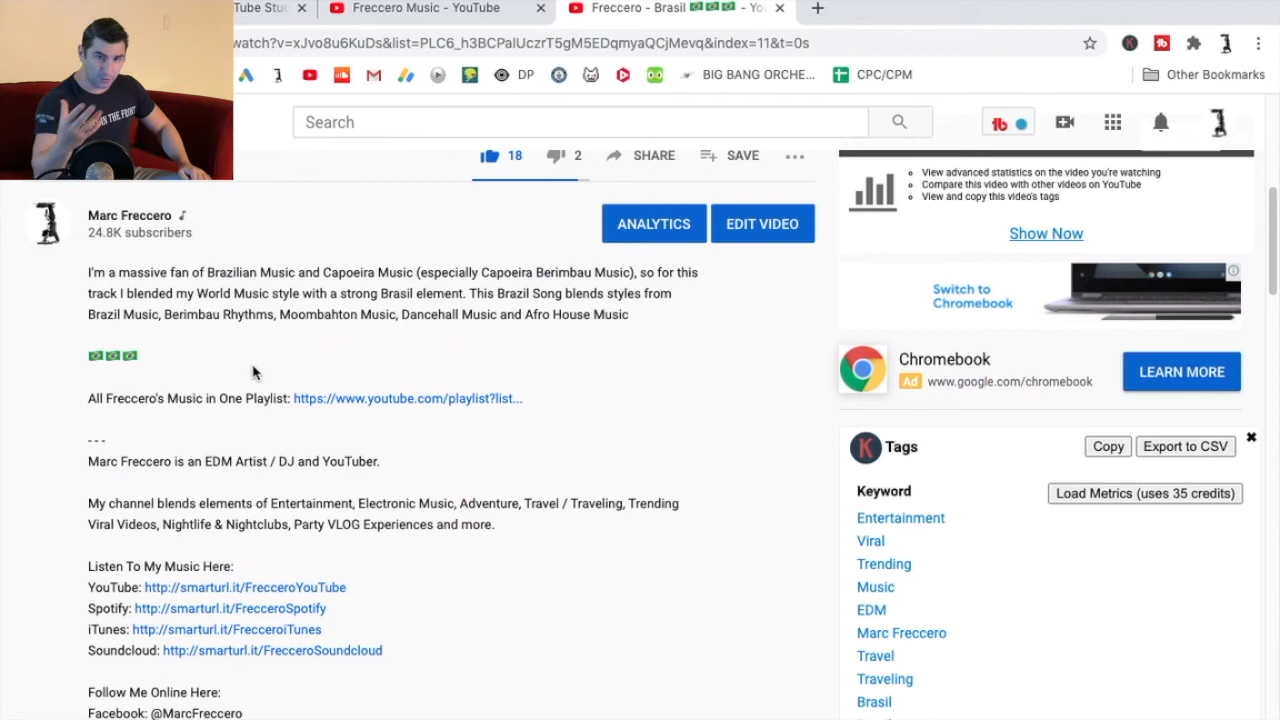 Tube Stud
Freccero Music - YouTube
Freccero - Brasil 🇧🇷🇧🇷🇧🇷 - Yo
watch?v=xJvo8u6KuDs&list=PLC6_h3BCPalUczrT5gM5EDqmyaQCjMevq&index=11&t=0s
DP
BIG BANG ORCHE...
CPC/PCM
Other Bookmarks
Search
18
2
SHARE
SAVE
Marc Freccero
24.8K subscribers
ANALYTICS
EDIT VIDEO
I'm a massive fan of Brazilian Music and Capoeira Music (especially Capoeira Berimbau Music), so for this
track I blended my World Music style with a strong Brasil element. This Brazil Song blends styles from
Brazil Music, Berimbau Rhythms, Moombahton Music, Dancehall Music and Afro House Music
🇧🇷🇧🇷🇧🇷
All Freccero's Music in One Playlist: https://www.youtube.com/playlist?list...
- - -
Marc Freccero is an EDM Artist / DJ and YouTuber.
My channel blends elements of Entertainment, Electronic Music, Adventure, Travel / Traveling, Trending
Viral Videos, Nightlife & Nightclubs, Party VLOG Experiences and more.
Listen To My Music Here:
YouTube: http://smarturl.it/FrecceroYouTube
Spotify: http://smarturl.it/FrecceroSpotify
iTunes: http://smarturl.it/FrecceroiTunes
Soundcloud: http://smarturl.it/FrecceroSoundcloud
Follow Me Online Here:
Facebook: @MarcFreccero
View advanced statistics on the video you're watching
Compare this video with other videos on YouTube
View and copy this video's tags
Show Now
Switch to
Chromebook
Chromebook
Ad www.google.com/chromebook
LEARN MORE
K Tags
Copy
Export to CSV
Keyword
Load Metrics (uses 35 credits)
Entertainment
Viral
Trending
Music
EDM
Marc Freccero
Travel
Traveling
Brasil